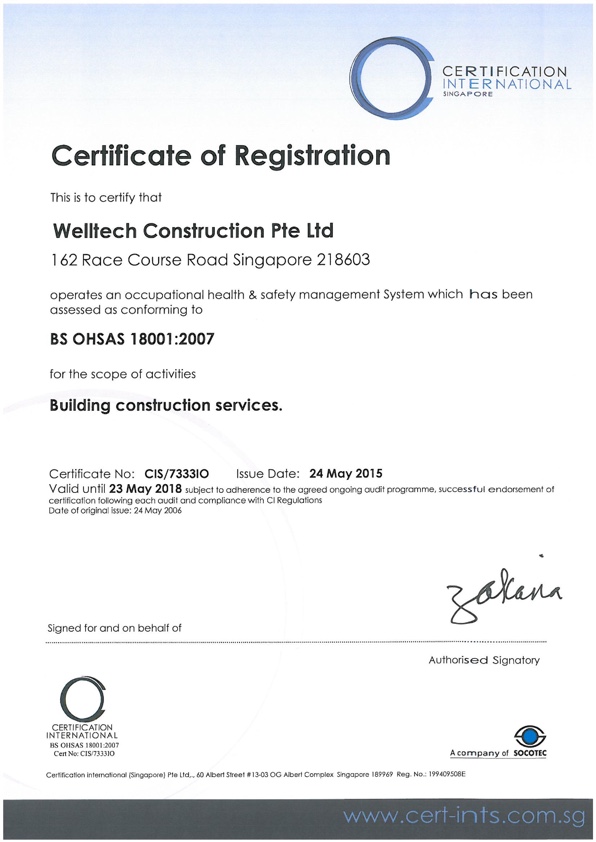 CERTIFICATION
INTERNATIONAL
SINGAPORE
Certificate of Registration
This is to certify that
Welltech Construction Pte Ltd
162 Race Course Road Singapore 218603
operates an occupational health & safety management System which has been
assessed as conforming to
BS OHSAS 18001:2007
for the scope of activities
Building construction services.
Certificate No: CIS/7333IO Issue Date: 24 May 2015
Valid until 23 May 2018 subject to adherence to the agreed ongoing audit programme, successful endorsement of
certification following each audit and compliance with CI Regulations
Date of original issue: 24 May 2006
zakaria
Signed for and on behalf of
Authorised Signatory
CERTIFICATION
INTERNATIONAL
BS OHSAS 18001:2007
Cert No: CIS/7333IO
A company of SOCOTEC
Certification International (Singapore) Pte Ltd., 60 Albert Street #13-03 OG Albert Complex Singapore 189969 Reg. No.: 199409508E
www.cert-ints.com.sg